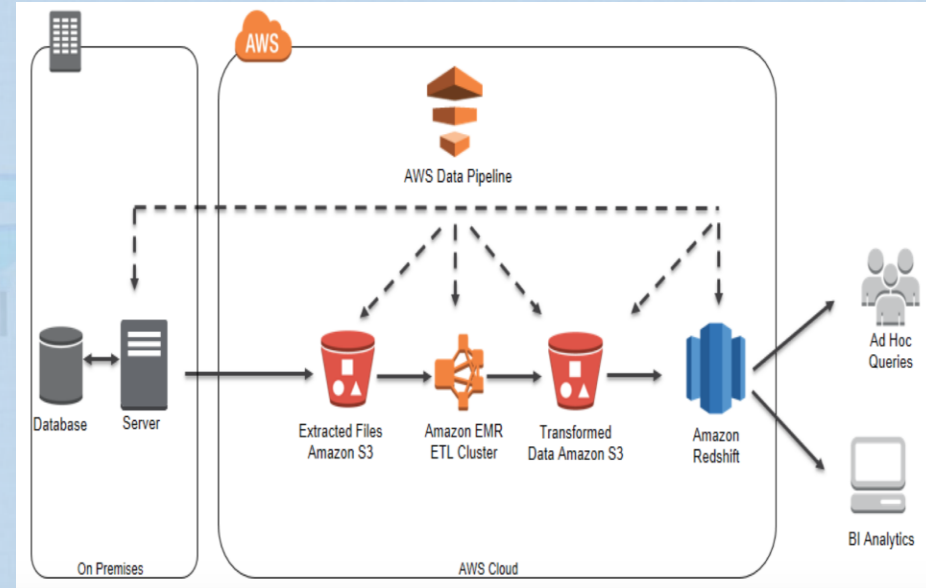 AWS
AWS Data Pipeline
Database
Server
Extracted Files
Amazon S3
Amazon EMR
ETL Cluster
Transformed
Data Amazon S3
Amazon
Redshift
Ad Hoc
Queries
BI Analytics
On Premises
AWS Cloud